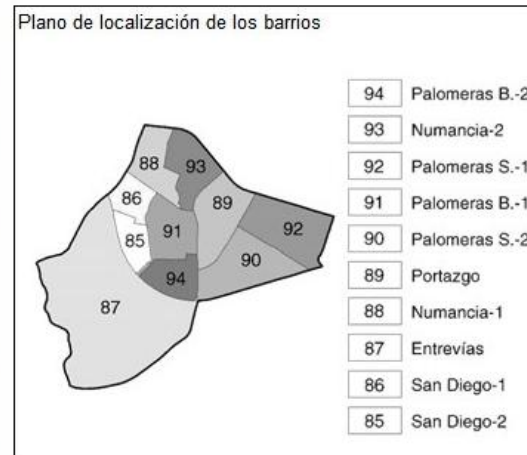 Plano de localización de los barrios
94 Palomeras B.-2
93 Numancia-2
92 Palomeras S.-1
91 Palomeras B.-1
90 Palomeras S.-2
89 Portazgo
88 Numancia-1
87 Entrevías
86 San Diego-1
85 San Diego-2
88
93
86
89
85
91
92
94
90
87